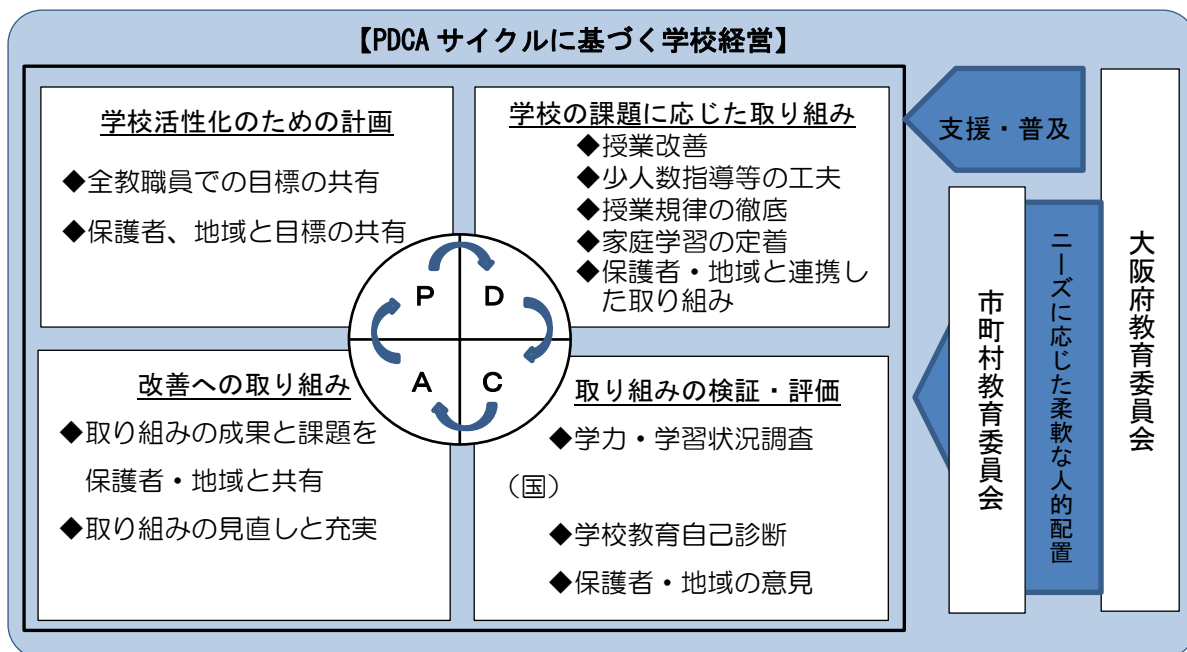 【PDCAサイクルに基づく学校経営】
学校活性化のための計画
◆全教職員での目標の共有
◆保護者、地域と目標の共有
学校の課題に応じた取り組み
◆授業改善
◆少人数指導等の工夫
◆授業規律の徹底
◆家庭学習の定着
◆保護者・地域と連携し
た取り組み
P
D
A
C
改善への取り組み
◆取り組みの成果と課題を
保護者・地域と共有
◆取り組みの見直しと充実
取り組みの検証・評価
◆学力・学習状況調査
（国）
◆学校教育自己診断
◆保護者・地域の意見
支援・普及
市町村教育委員会
ニーズに応じた柔軟な人的配置
大阪府教育委員会